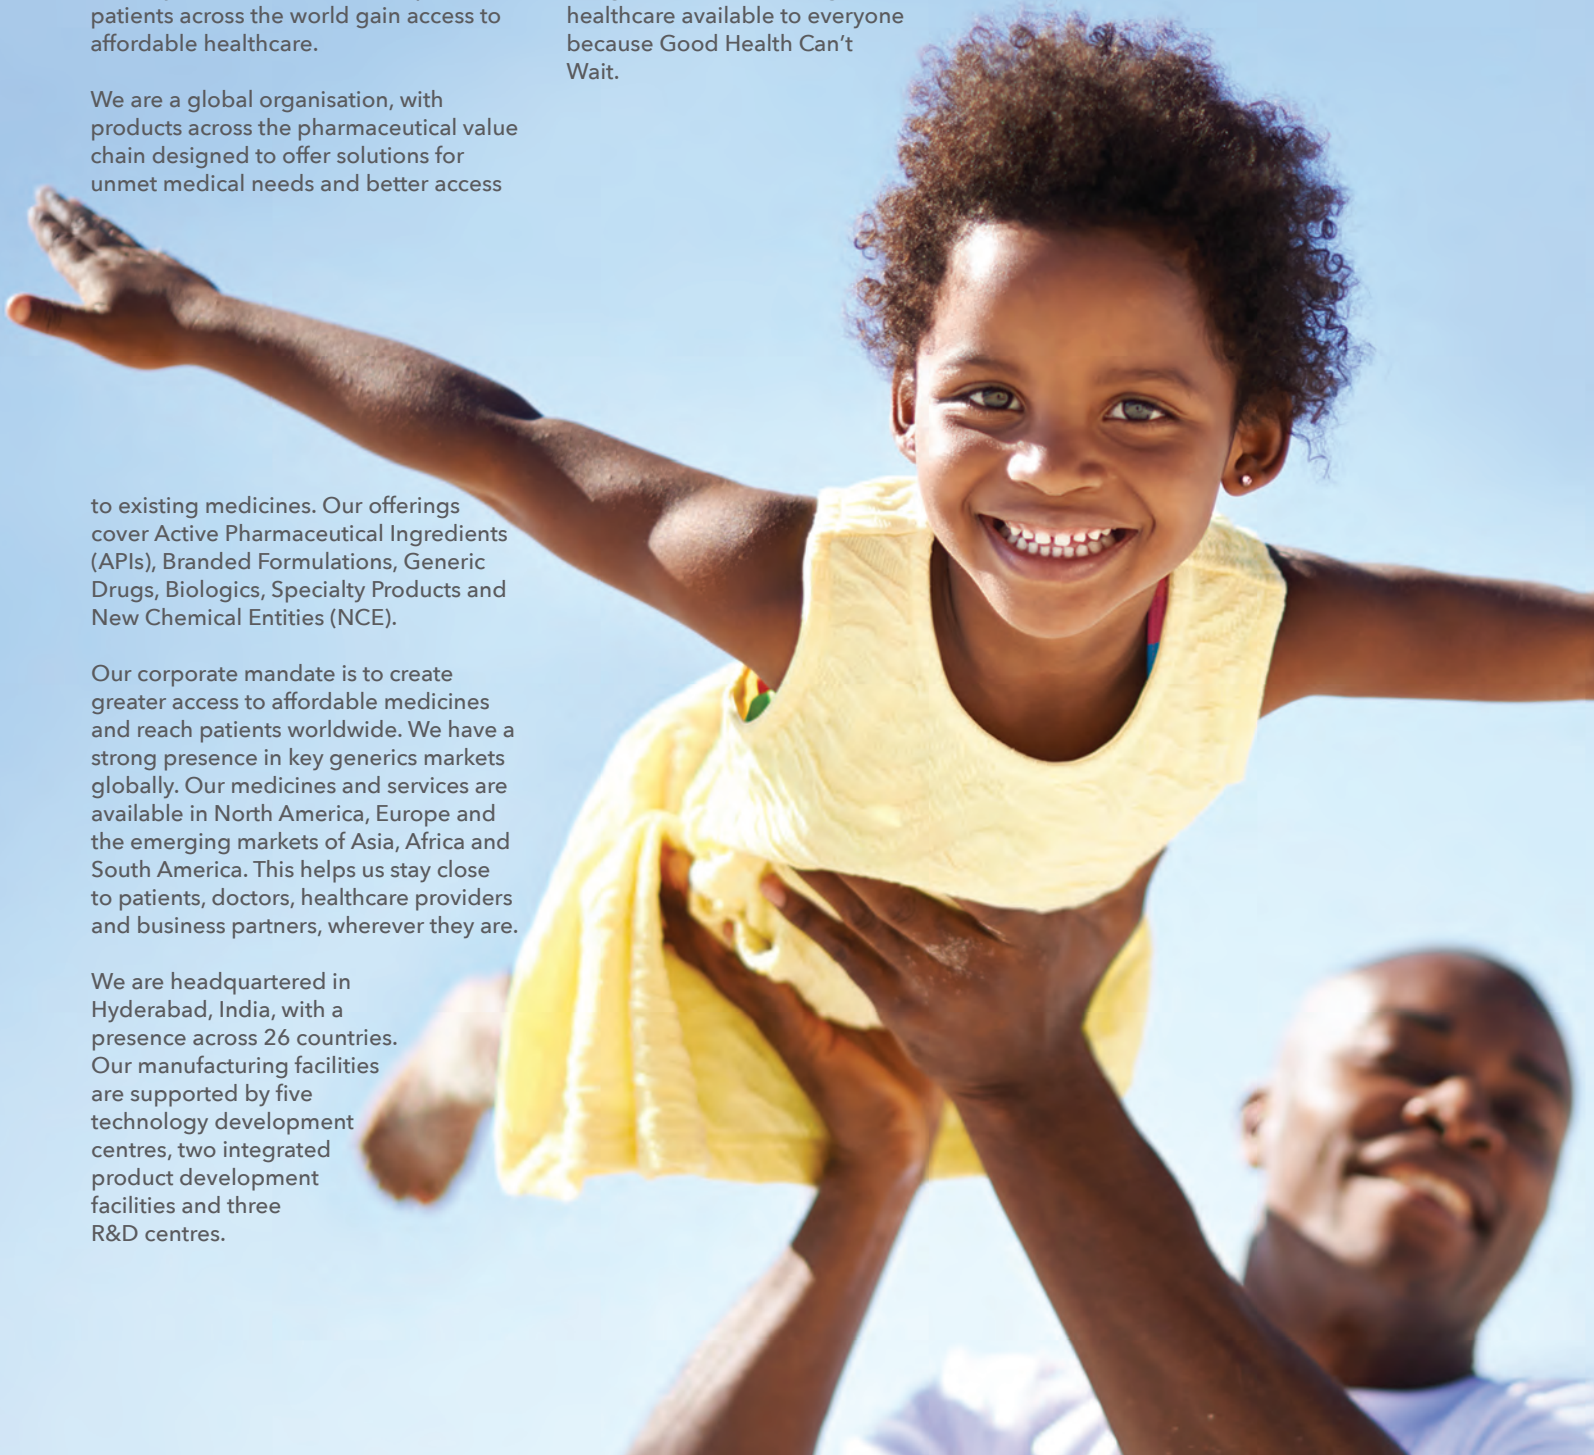 patients across the world gain access to
affordable healthcare.
We are a global organisation, with
products across the pharmaceutical value
chain designed to offer solutions for
unmet medical needs and better access
to existing medicines. Our offerings
cover Active Pharmaceutical Ingredients
(APIs), Branded Formulations, Generic
Drugs, Biologics, Specialty Products and
New Chemical Entities (NCE).
Our corporate mandate is to create
greater access to affordable medicines
and reach patients worldwide. We have a
strong presence in key generics markets
globally. Our medicines and services are
available in North America, Europe and
the emerging markets of Asia, Africa and
South America. This helps us stay close
to patients, doctors, healthcare providers
and business partners, wherever they are.
We are headquartered in
Hyderabad, India, with a
presence across 26 countries.
Our manufacturing facilities
are supported by five
technology development
centres, two integrated
product development
facilities and three
R&D centres.
healthcare available to everyone
because Good Health Can't
Wait.